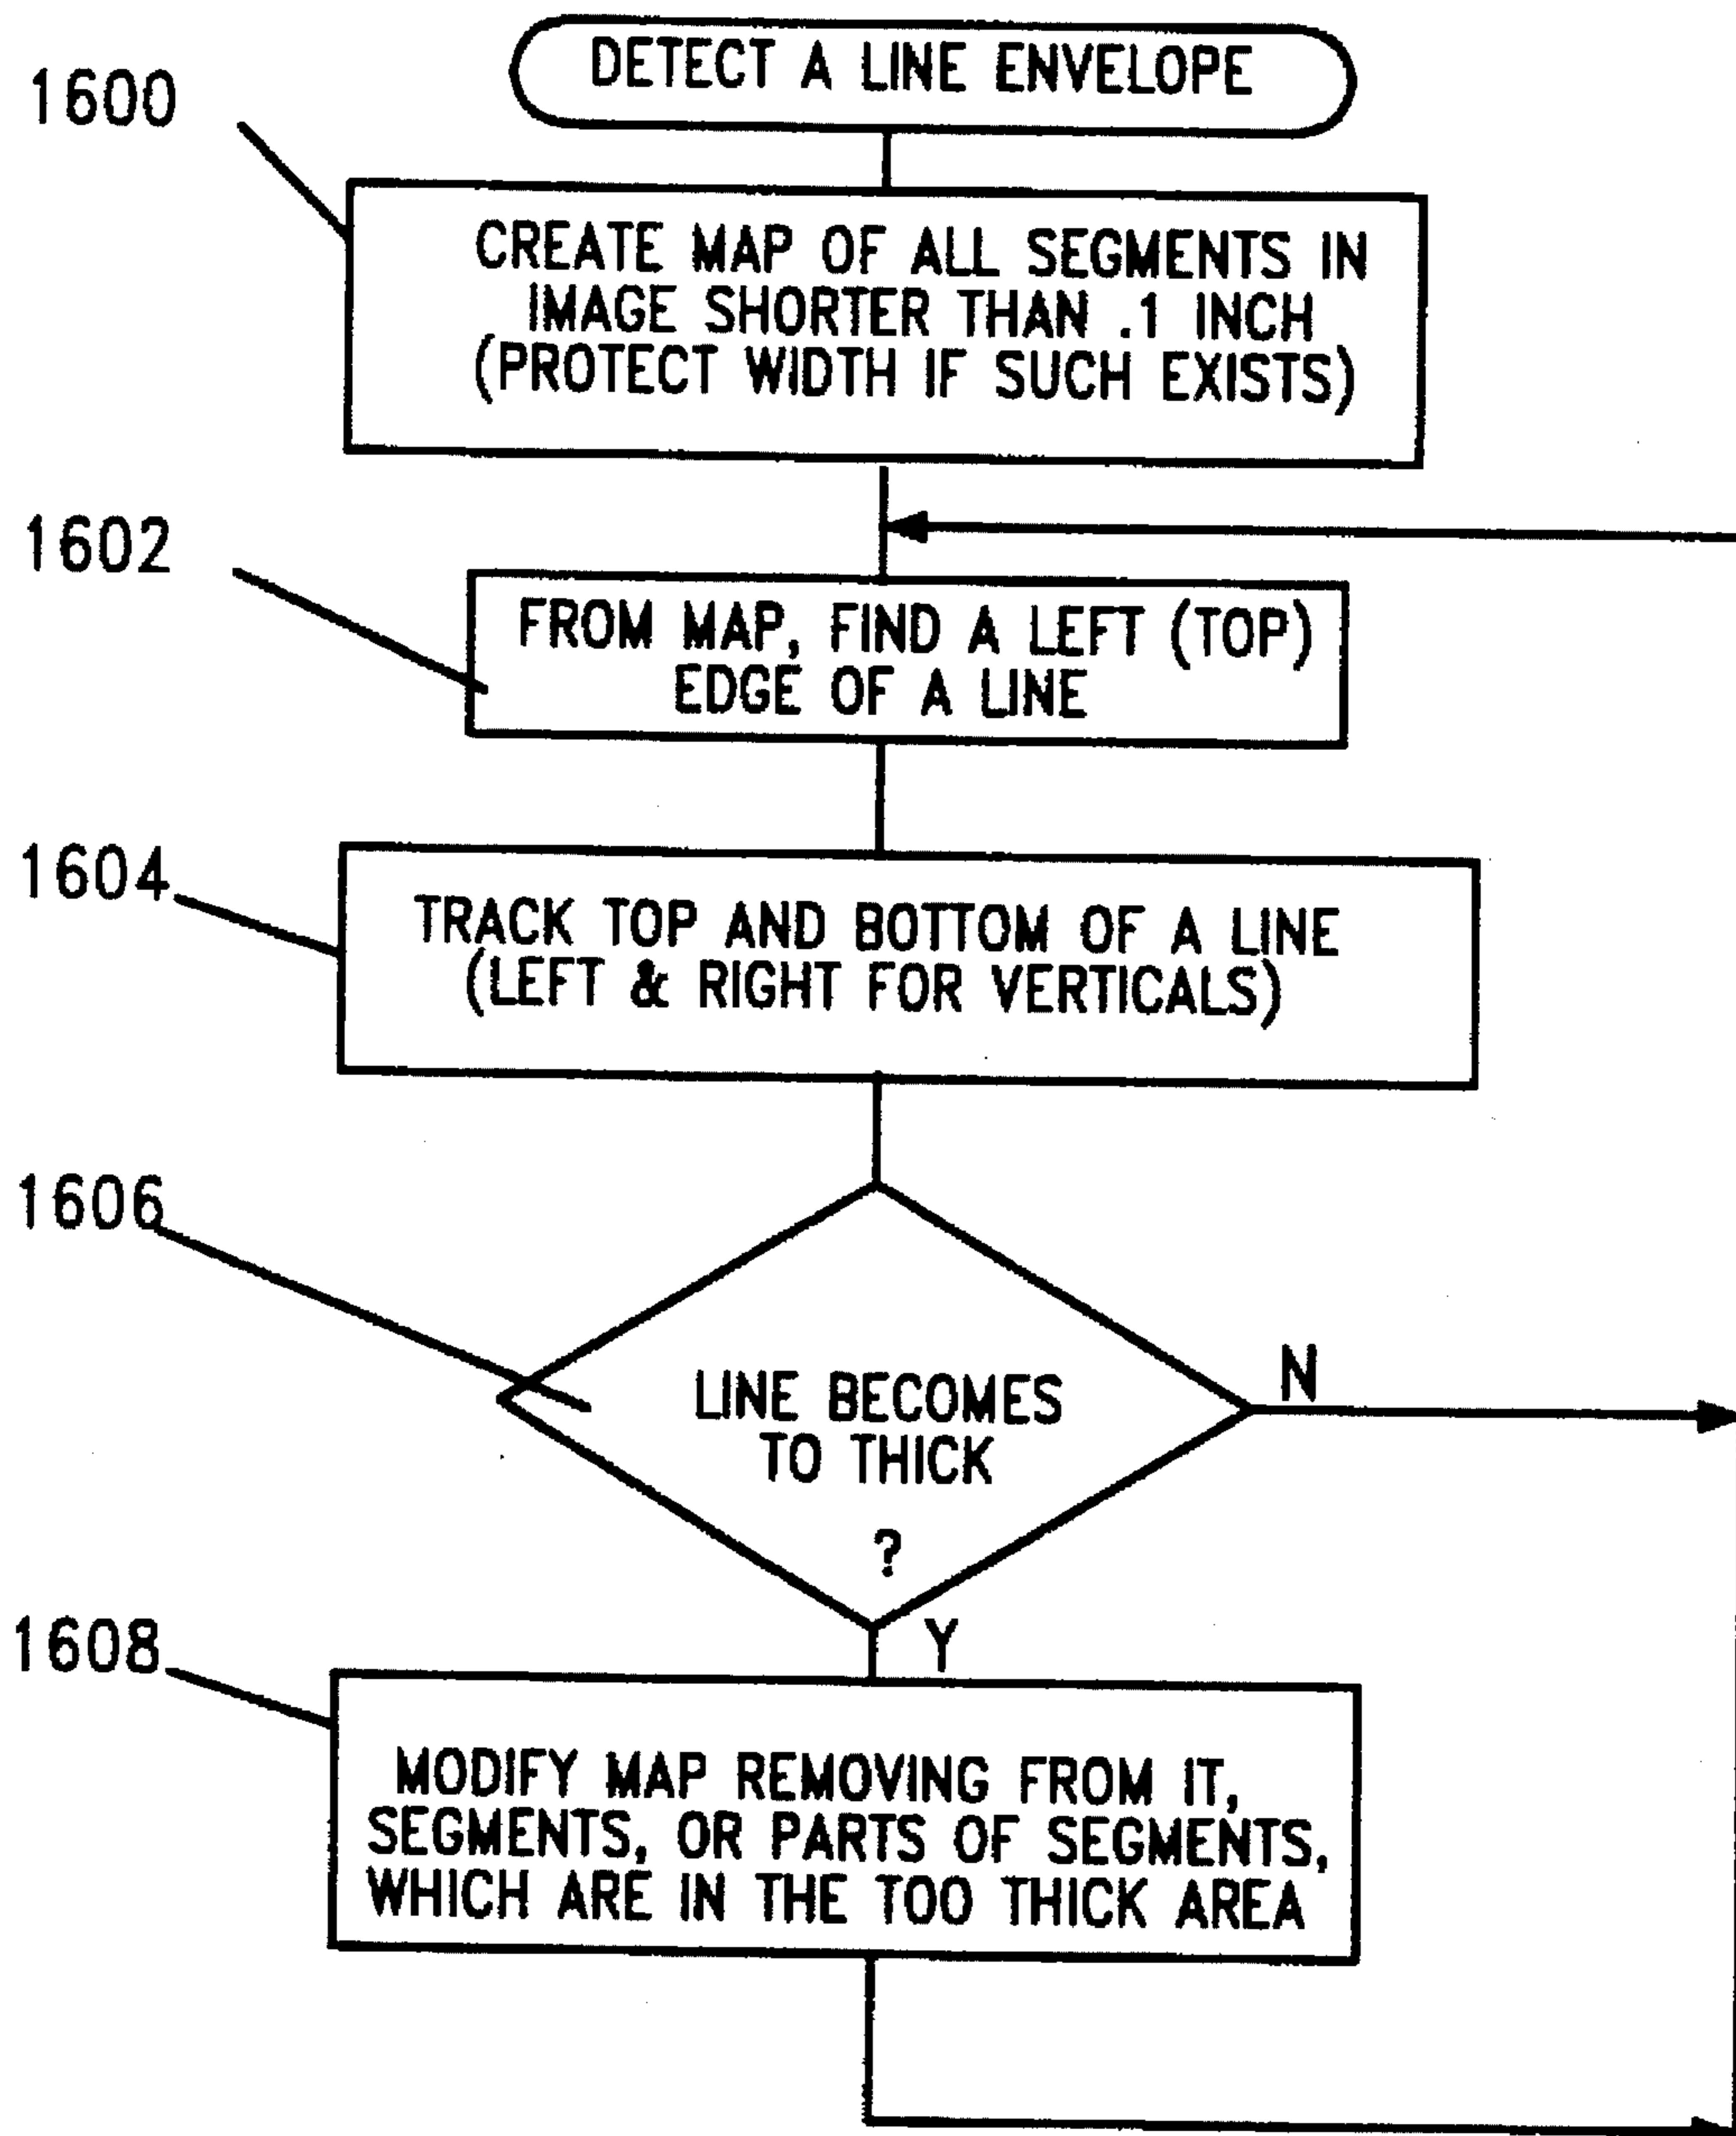 DETECT A LINE ENVELOPE
1600
CREATE MAP OF ALL SEGMENTS IN
IMAGE SHORTER THAN .1 INCH
(PROTECT WIDTH IF SUCH EXISTS)
1602
FROM MAP, FIND A LEFT (TOP)
EDGE OF A LINE
1604
TRACK TOP AND BOTTOM OF A LINE
(LEFT & RIGHT FOR VERTICALS)
1606
LINE BECOMES
TO THICK
?
N
Y
1608
MODIFY MAP REMOVING FROM IT,
SEGMENTS, OR PARTS OF SEGMENTS,
WHICH ARE IN THE TOO THICK AREA